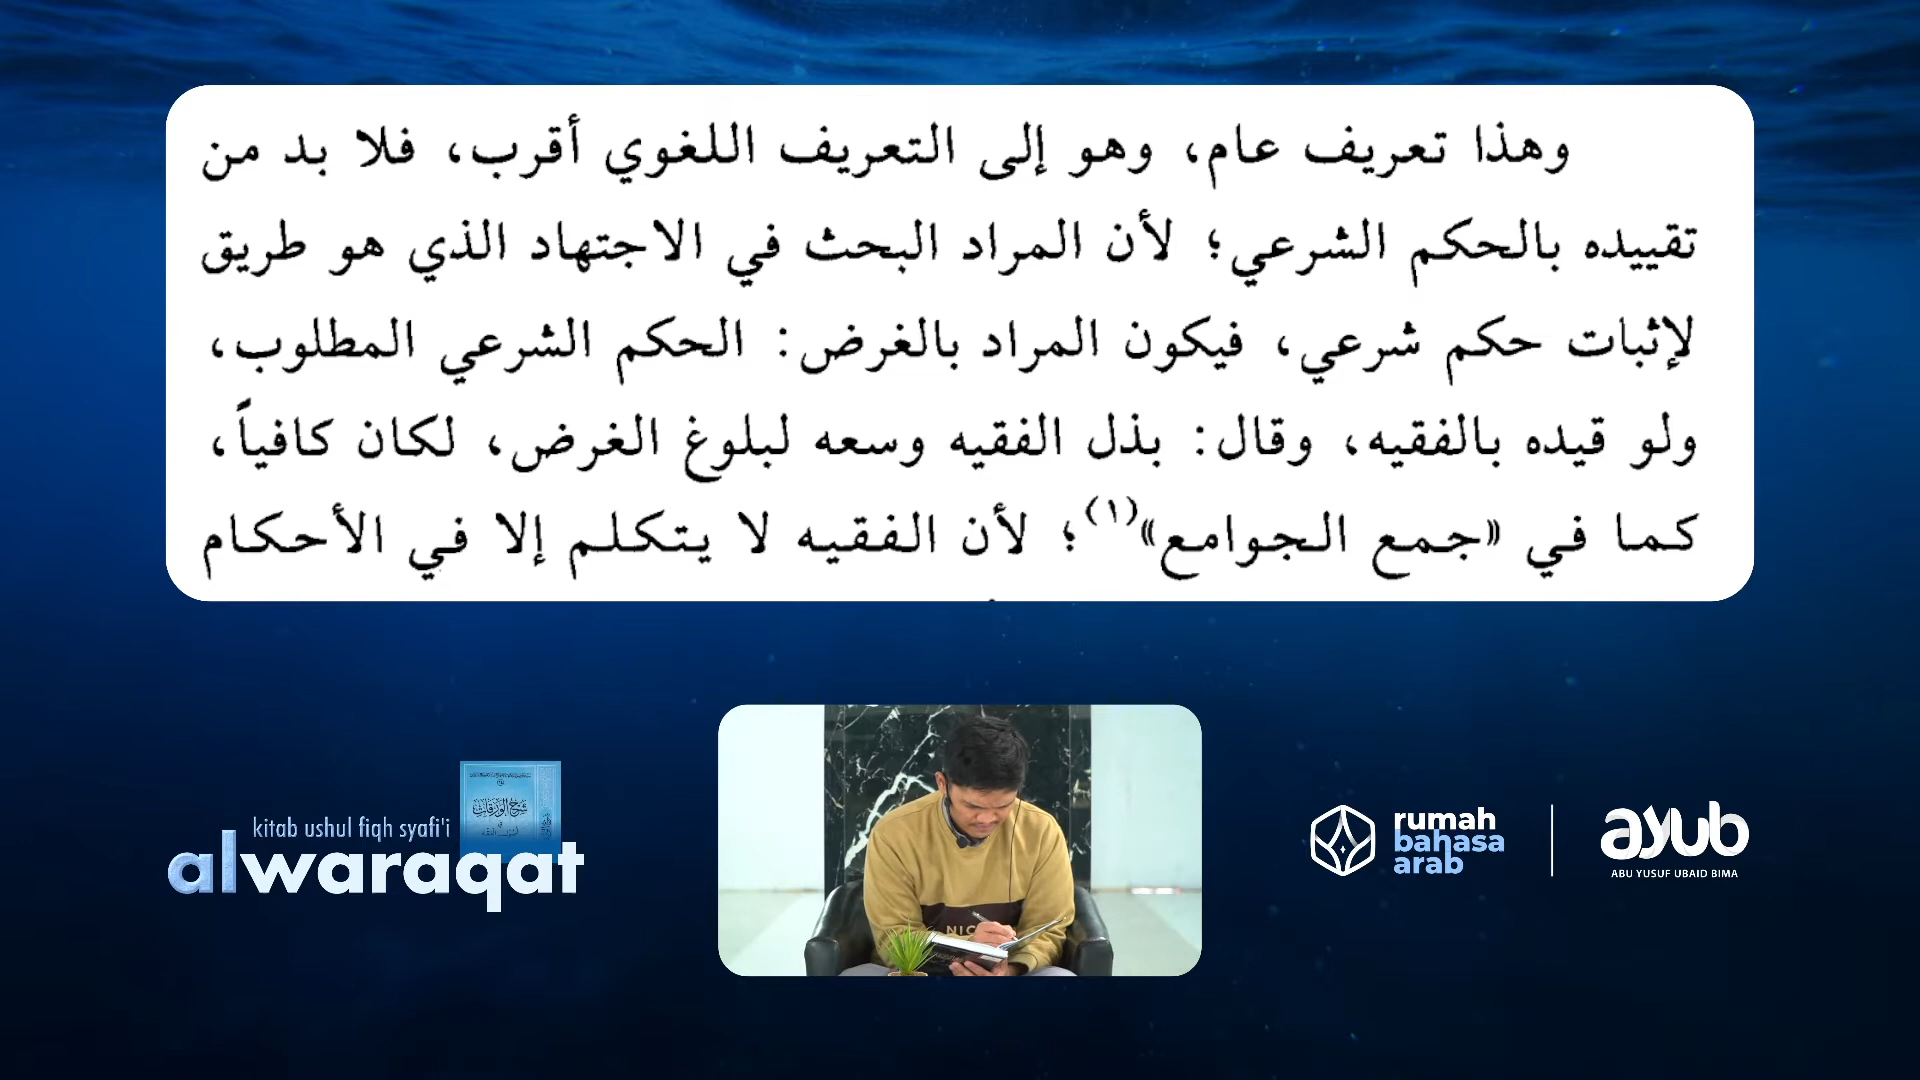 وهذا تعريف عام، وهو إلى التعريف اللغوي أقرب، فلا بد من
تقييده بالحكم الشرعي؛ لأن المراد البحث في الاجتهاد الذي هو طريق
لإثبات حكم شرعي، فيكون المراد بالغرض: الحكم الشرعي المطلوب،
ولو قيده بالفقيه، وقال: بذل الفقيه وسعه لبلوغ الغرض، لكان كافياً،
كما في «جمع الجوامع»(١)؛ لأن الفقيه لا يتكلم إلا في الأحكام
kitab ushul fiqh syafi'i
alwaraqat
شرح الورقات
rumah
bahasa
arab
ayub
ABU YUSUF UBAID BIMA